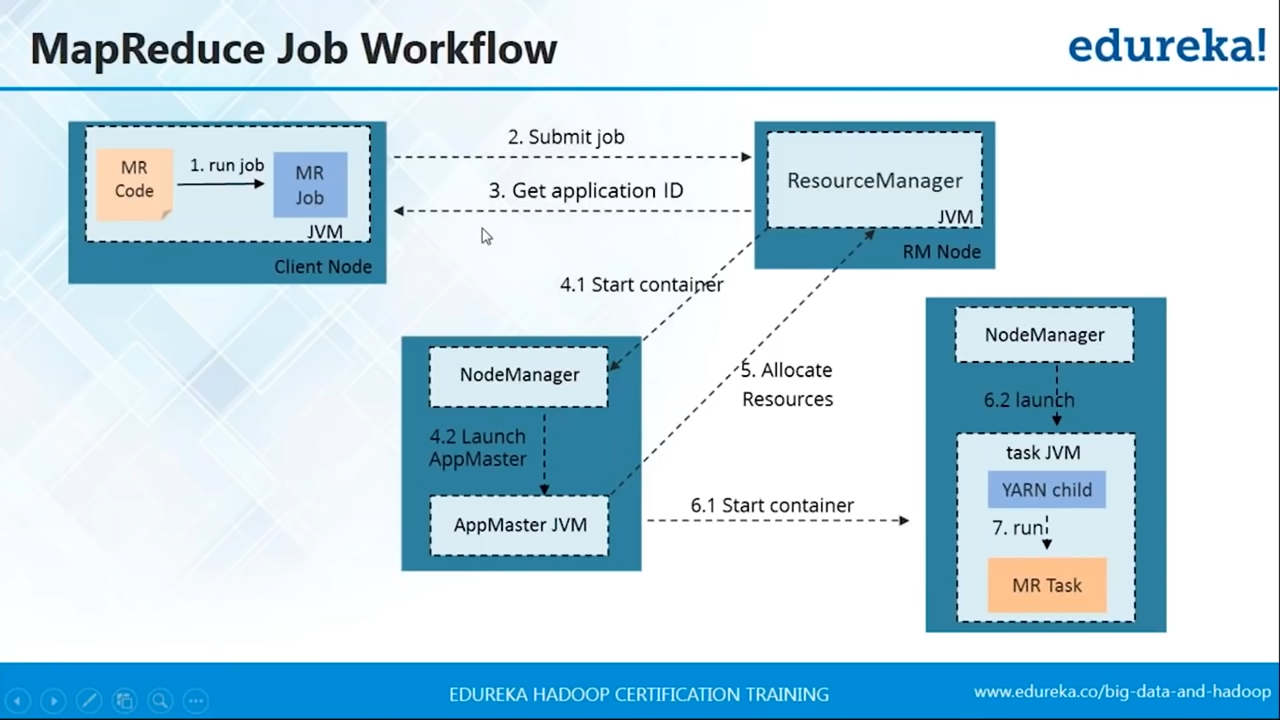 MapReduce Job Workflow
edureka!
MR
Code
1. run job
MR
Job
JVM
Client Node
2. Submit job
3. Get application ID
ResourceManager
JVM
RM Node
4.1 Start container
NodeManager
4.2 Launch
AppMaster
AppMaster JVM
5. Allocate
Resources
6.1 Start container
NodeManager
6.2 launch
task JVM
YARN child
7. run
MR Task
EDUREKA HADOOP CERTIFICATION TRAINING
www.edureka.co/big-data-and-hadoop